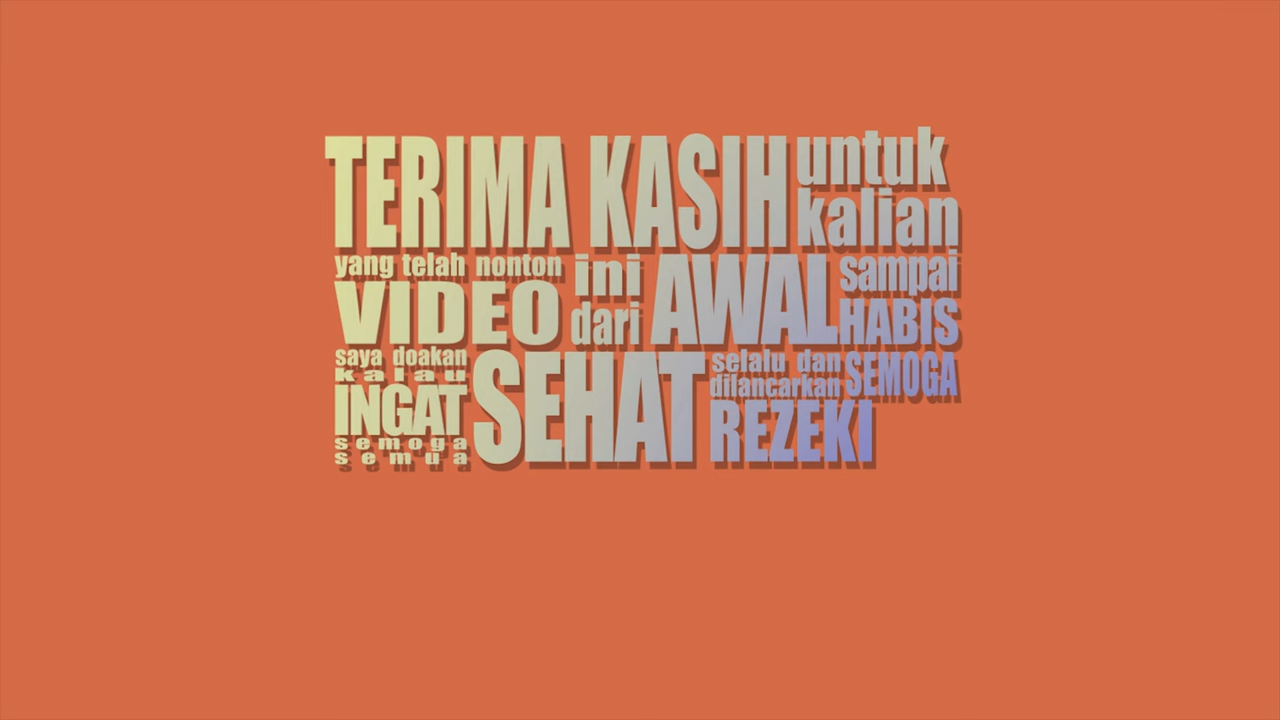 TERIMA KASIH untuk
kalian
yang telah nonton
VIDEO
ini
dari
AWAL
sampai
HABIS
saya doakan
kalau
INGAT
semoga
semua
SEHAT
selalu dan
dilancarkan
REZEKI
SEMOGA